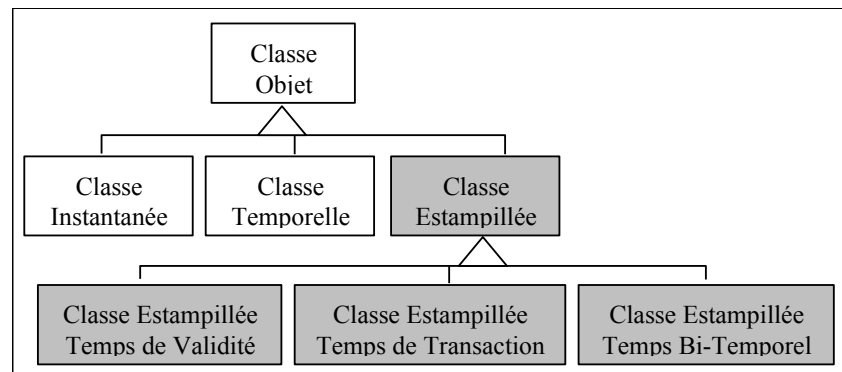 Classe
Objet
Classe
Instantanée
Classe
Temporelle
Classe
Estampillée
Classe Estampillée
Temps de Validité
Classe Estampillée
Temps de Transaction
Classe Estampillée
Temps Bi-Temporel